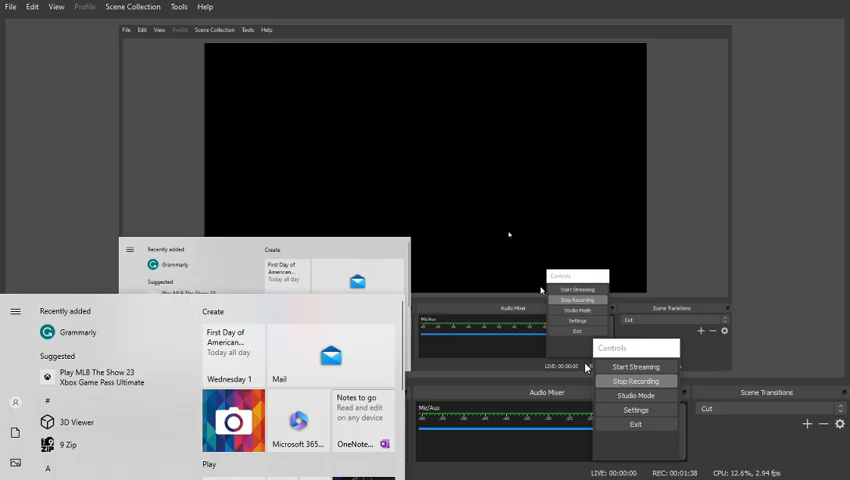 File Edit View Profile Scene Collection Tools Help
File Edit View Profile Scene Collection Tools Help
Recently added
Create
Grammarly
First Day of
American...
Today all day
Suggested
Controls
Start Streaming
Stop Recording
Studio Mode
Settings
Exit
Audio Mixer
Scene Transitions
Mic/Aux
Cut
LIVE: 00:00:00
Recently added
Grammarly
Suggested
Play MLB The Show 23
Xbox Game Pass Ultimate
#
3D Viewer
9 Zip
A
Create
First Day of
American...
Today all day
Wednesday 1
Mail
Microsoft 365...
Notes to go
Read and edit
on any device
OneNote...
Play
Controls
Start Streaming
Stop Recording
Studio Mode
Settings
Exit
Audio Mixer
Scene Transitions
Mic/Aux
Cut
LIVE: 00:00:00 REC: 00:01:38 CPU: 12.6%, 2.94 fps